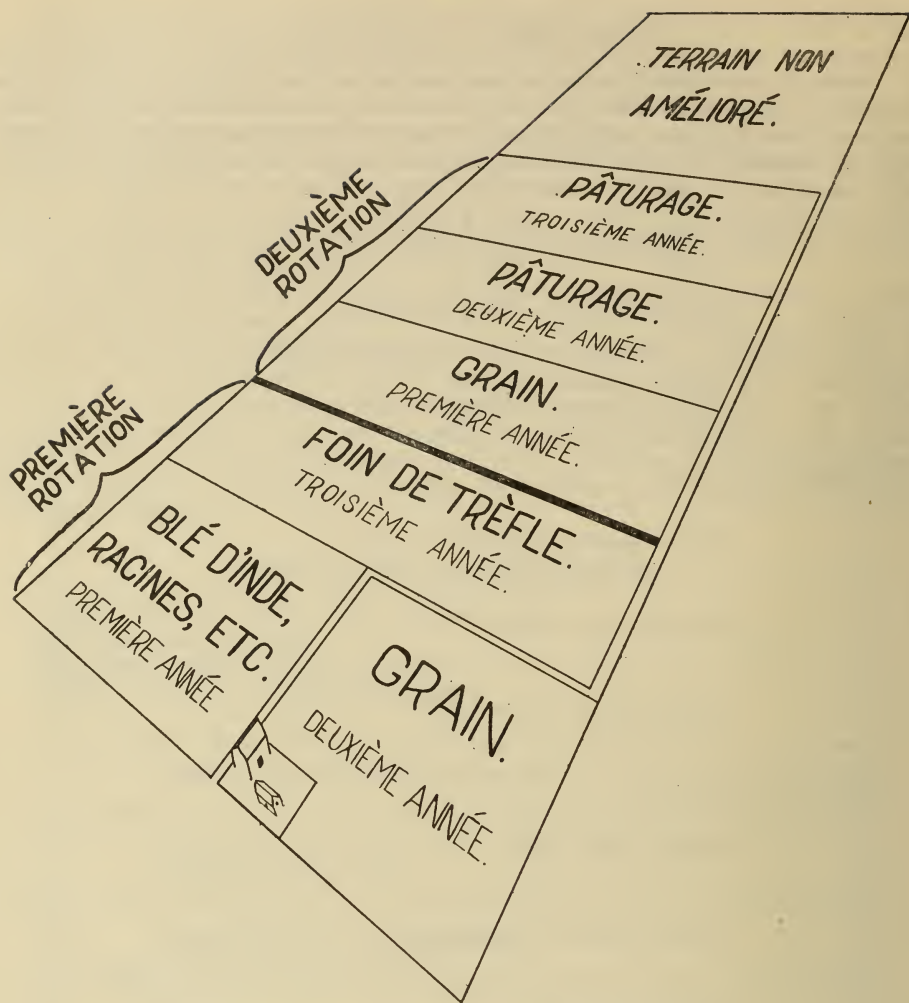 .TERRAIN NON
AMÉLIORÉ.
DEUXIÈME
ROTATION
PÂTURAGE.
TROISIÈME ANNÉE.
PÂTURAGE.
DEUXIÈME ANNÉE.
GRAIN.
PREMIÈRE ANNÉE.
PREMIÈRE
ROTATION
FOIN DE TRÈFLE.
TROISIÈME ANNÉE.
BLÉ D'INDE,
RACINES, ETC.
PREMIÈRE ANNÉE
GRAIN.
DEUXIÈME ANNÉE.